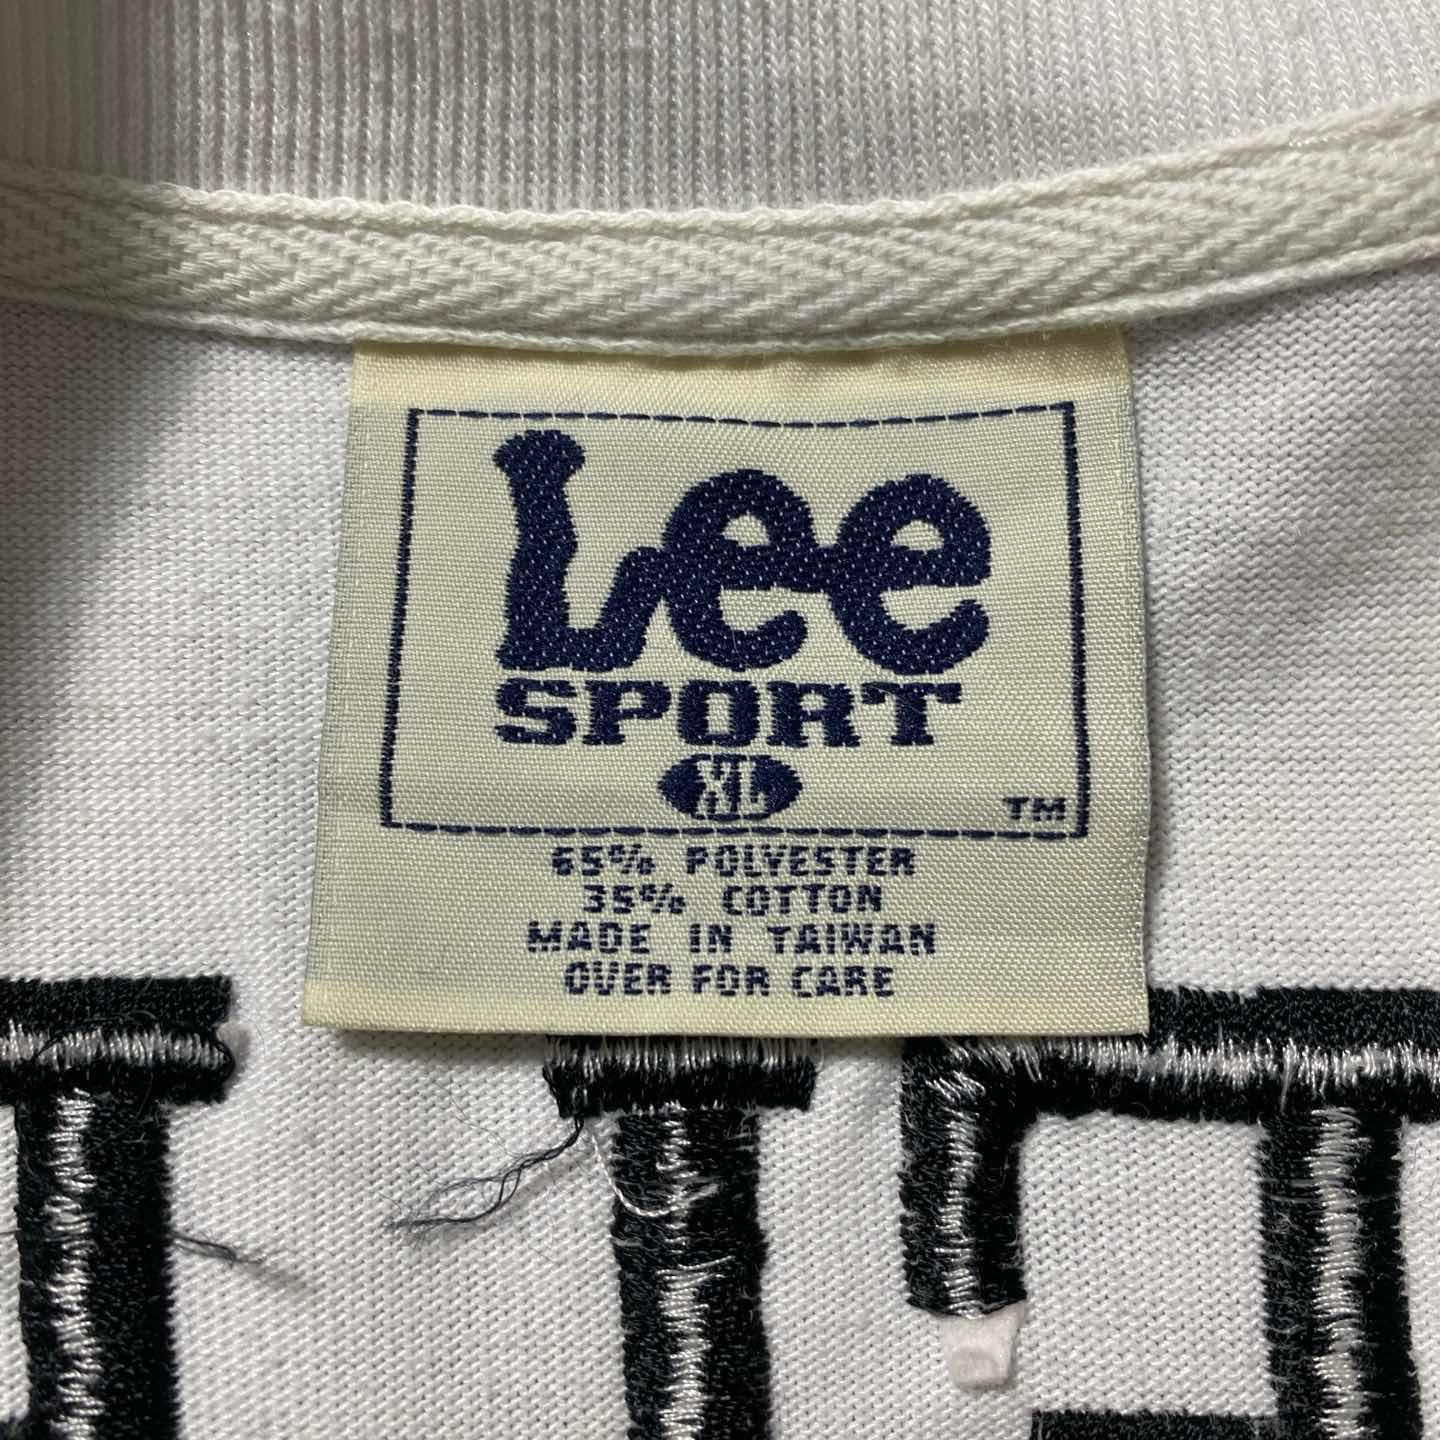 Lee
SPORT
XL
TM
65% POLYESTER
35% COTTON
MADE IN TAIWAN
OVER FOR CARE